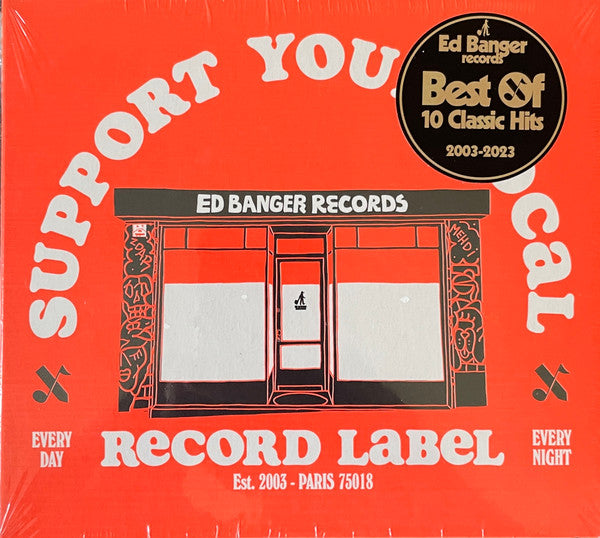 SUPPORT YOU
OCAL
Ed Banger
records
Best Of
10 Classic Hits
2003-2023
ED BANGER RECORDS
MEHDI
EVERY
DAY
RECORD LABEL
EVERY
NIGHT
Est. 2003 - PARIS 75018